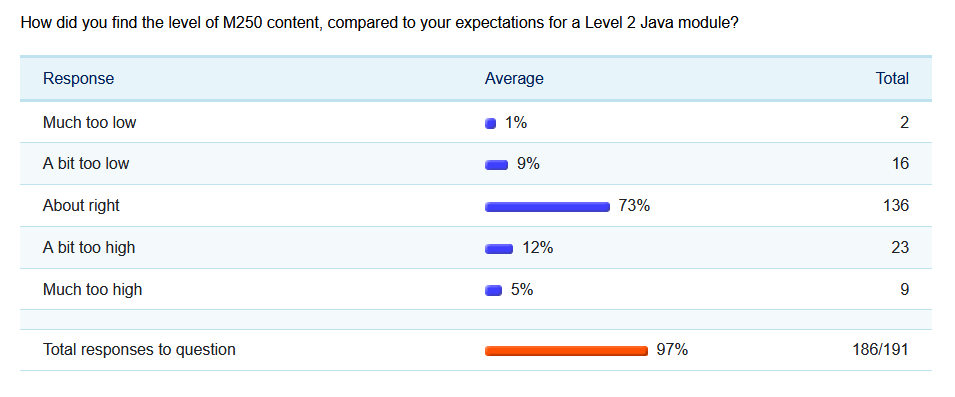 How did you find the level of M250 content, compared to your expectations for a Level 2 Java module?
Response Average Total
Much too low 1% 2
A bit too low 9% 16
About right 73% 136
A bit too high 12% 23
Much too high 5% 9
Total responses to question 97% 186/191